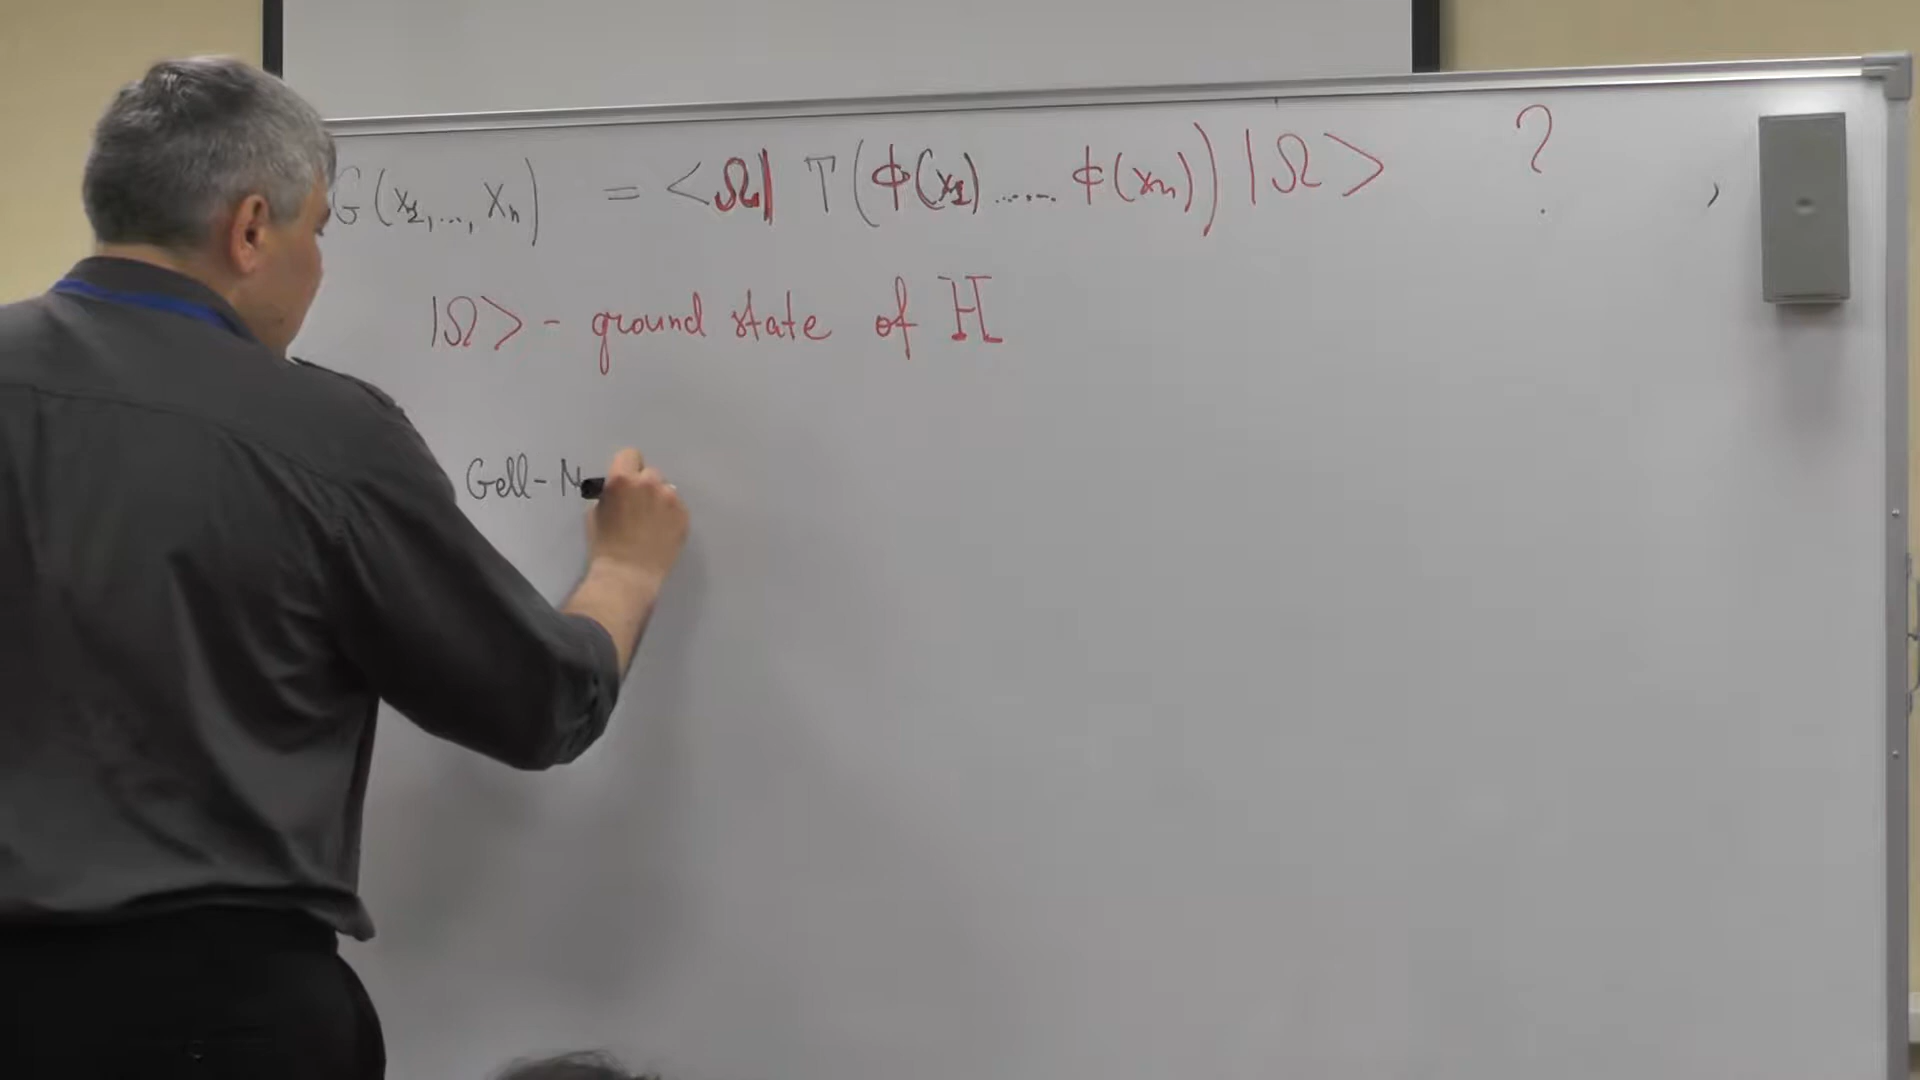 G(x₁,..., xₙ) = <Ω| T(ϕ(x₁)......ϕ(xₙ))|Ω> ? ,
|Ω> - ground state of H
Gell-M